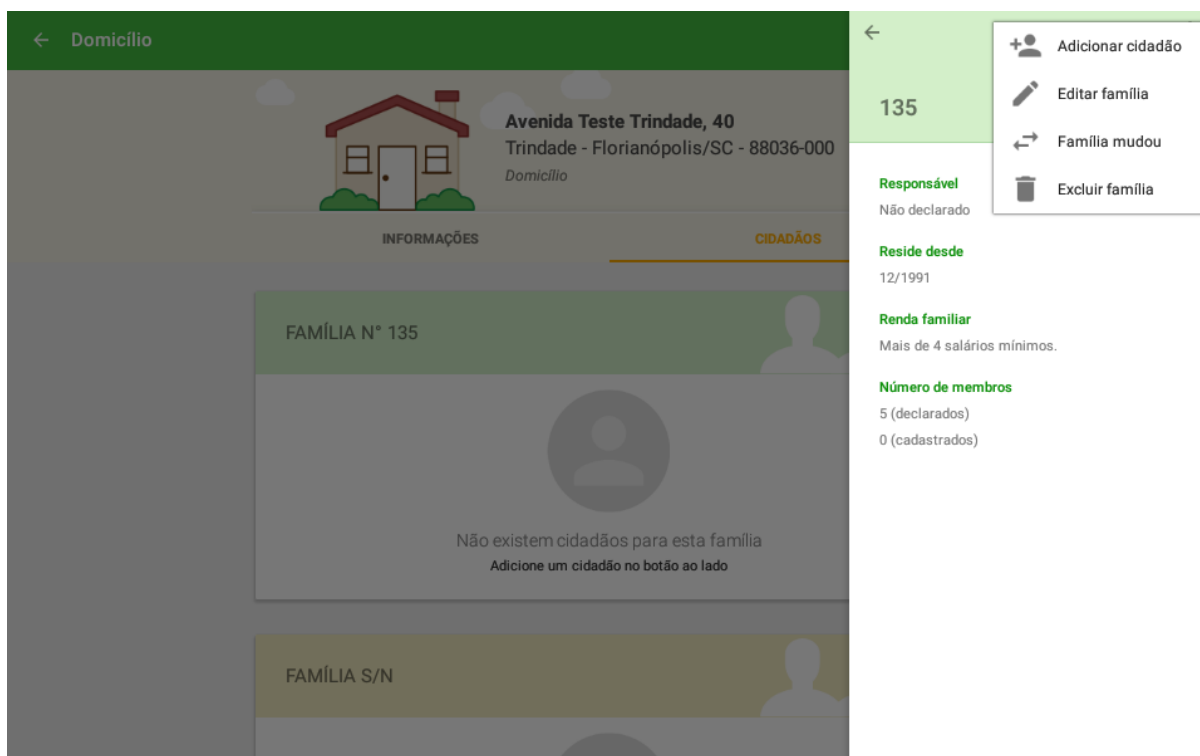 Domicílio
Avenida Teste Trindade, 40
Trindade - Florianópolis/SC - 88036-000
Domicílio
INFORMAÇÕES
CIDADÃOS
FAMÍLIA N° 135
Não existem cidadãos para esta família
Adicione um cidadão no botão ao lado
FAMÍLIA S/N
135
Adicionar cidadão
Editar família
Família mudou
Excluir família
Responsável
Não declarado
Reside desde
12/1991
Renda familiar
Mais de 4 salários mínimos.
Número de membros
5 (declarados)
0 (cadastrados)